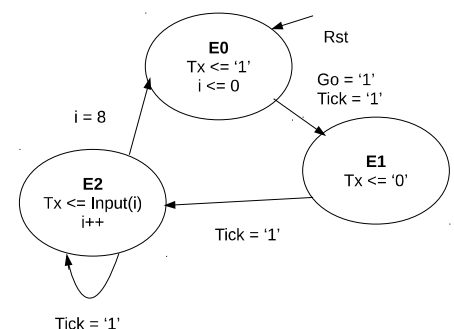 Rst
E0
Tx <= ‘1’
i <= 0
Go = ‘1’
Tick = ‘1’
i = 8
E1
Tx <= ‘0’
E2
Tx <= Input(i)
i++
Tick = ‘1’
Tick = ‘1’